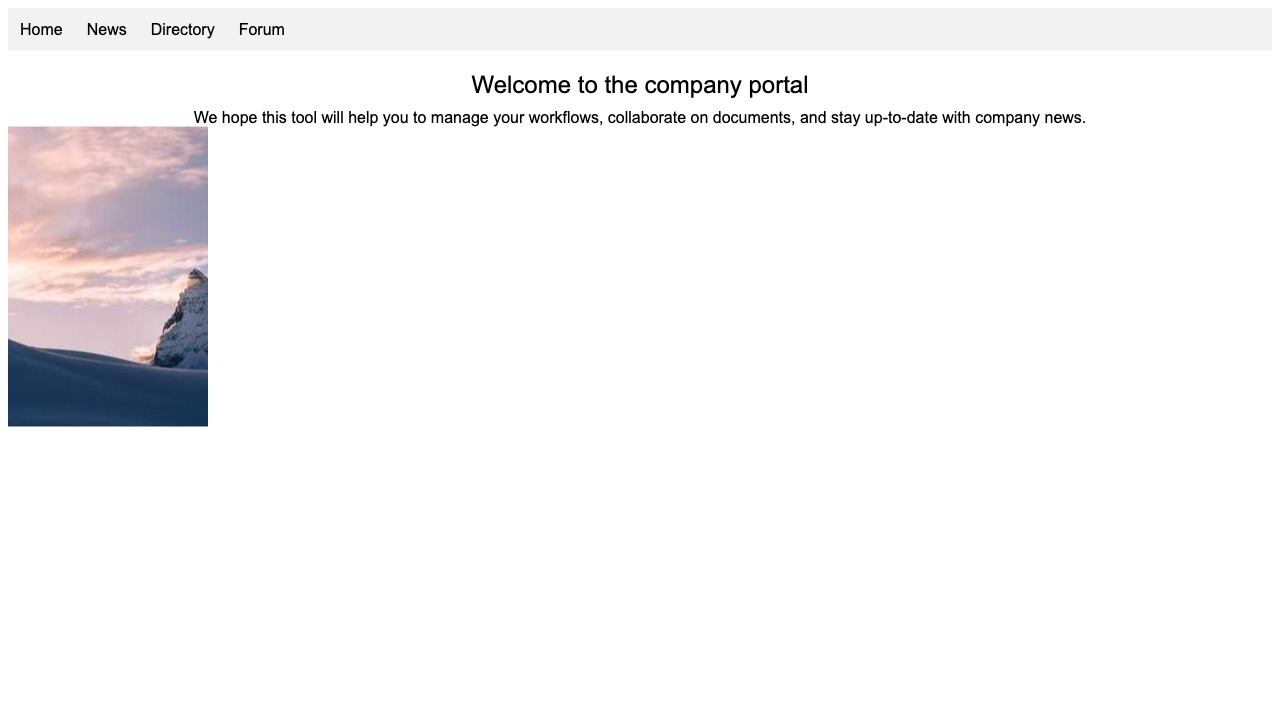 Home News Directory Forum
Welcome to the company portal
We hope this tool will help you to manage your workflows, collaborate on documents, and stay up-to-date with company news.